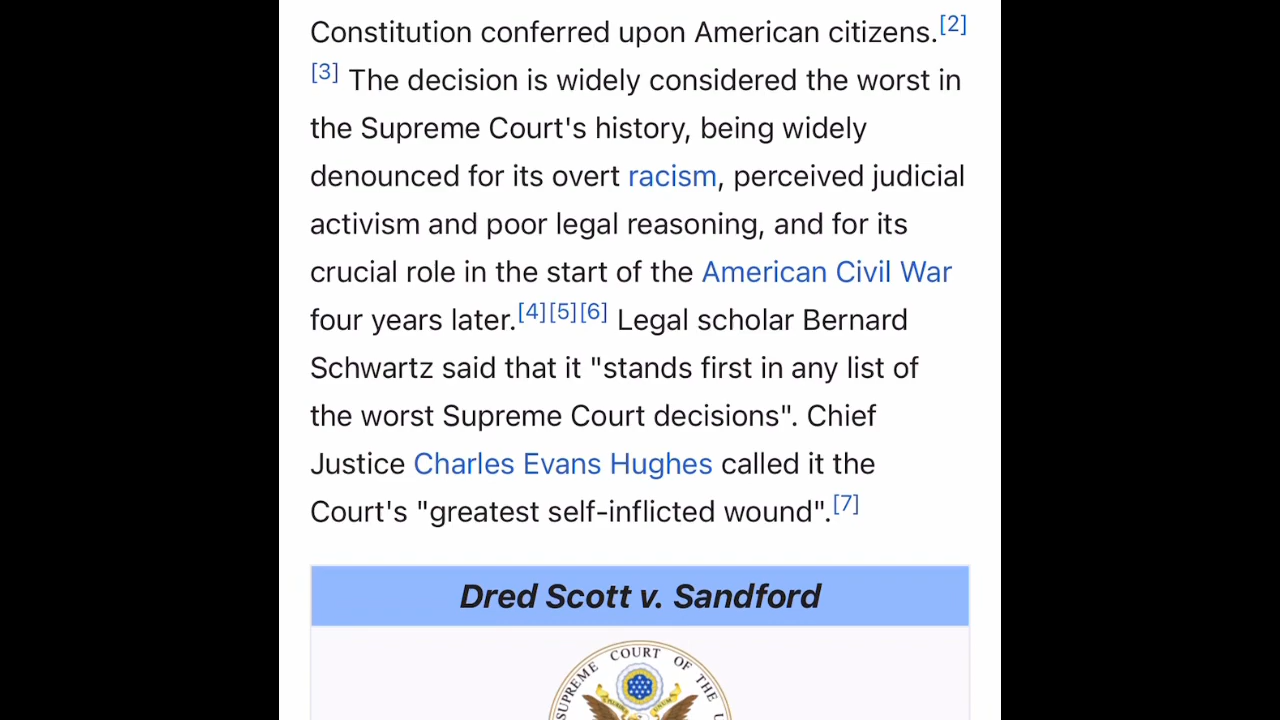 Constitution conferred upon American citizens.[2]
[3] The decision is widely considered the worst in
the Supreme Court's history, being widely
denounced for its overt racism, perceived judicial
activism and poor legal reasoning, and for its
crucial role in the start of the American Civil War
four years later.[4][5][6] Legal scholar Bernard
Schwartz said that it "stands first in any list of
the worst Supreme Court decisions". Chief
Justice Charles Evans Hughes called it the
Court's "greatest self-inflicted wound".[7]
Dred Scott v. Sandford
SUPREME COURT OF THE